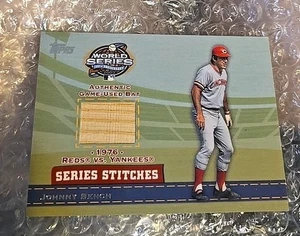 Topps
WORLD
SERIES
AUTHENTIC
GAME-USED BAT
• 1976 •
REDS® VS. YANKEES®
SERIES STITCHES
JOHNNY BENCH